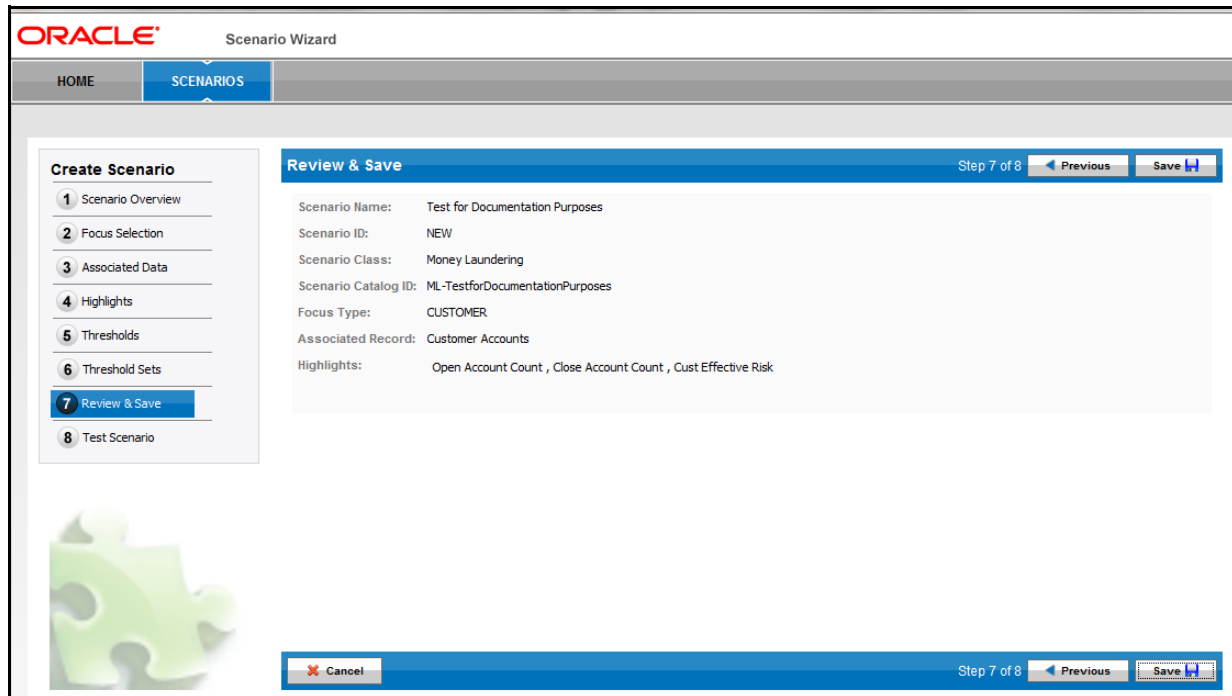 ORACLE
Scenario Wizard
HOME
SCENARIOS
Create Scenario
1 Scenario Overview
2 Focus Selection
3 Associated Data
4 Highlights
5 Thresholds
6 Threshold Sets
7 Review & Save
8 Test Scenario
Review & Save
Step 7 of 8 Previous Save
Scenario Name: Test for Documentation Purposes
Scenario ID: NEW
Scenario Class: Money Laundering
Scenario Catalog ID: ML-TestforDocumentationPurposes
Focus Type: CUSTOMER
Associated Record: Customer Accounts
Highlights: Open Account Count , Close Account Count , Cust Effective Risk
Cancel
Step 7 of 8 Previous Save